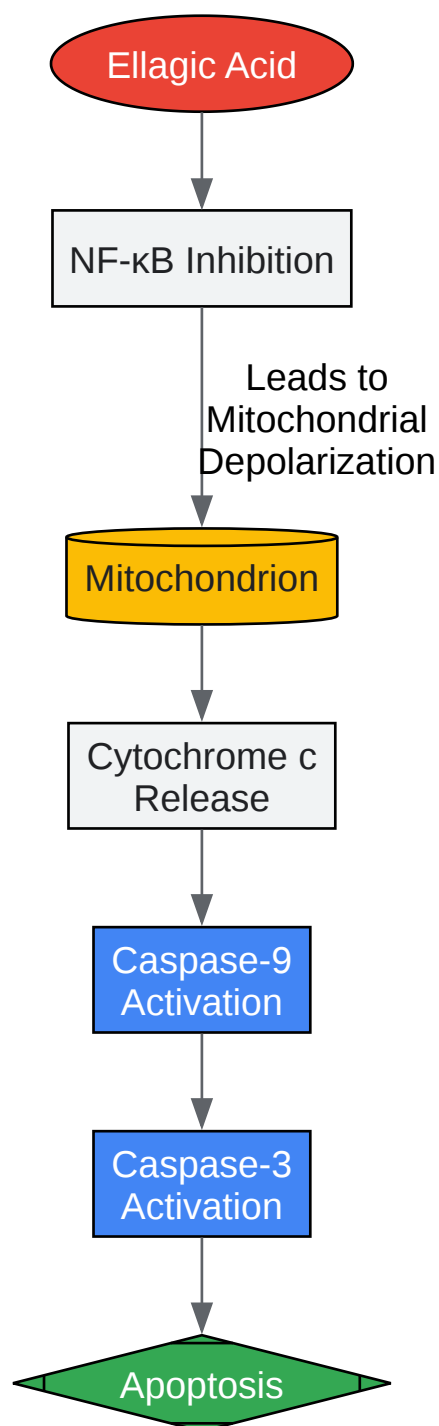 Ellagic Acid
NF-κB Inhibition
Leads to
Mitochondrial
Depolarization
Mitochondrion
Cytochrome c
Release
Caspase-9
Activation
Caspase-3
Activation
Apoptosis